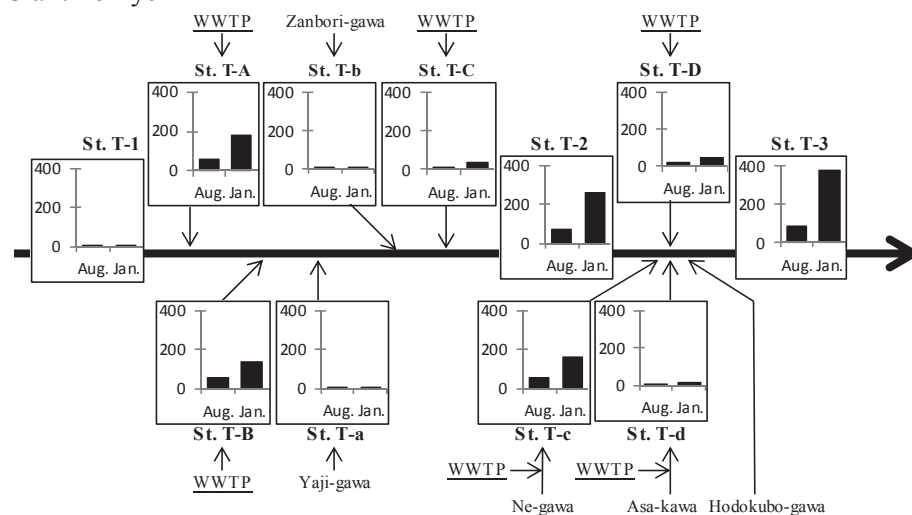 WWTP Zanbori-gawa WWTP WWTP
St. T-A St. T-b St. T-C St. T-D
400 200 0 Aug. Jan.
400 200 0 Aug. Jan.
400 200 0 Aug. Jan.
400 200 0 Aug. Jan.
St. T-1 St. T-2 St. T-3
400 200 0 Aug. Jan.
400 200 0 Aug. Jan.
400 200 0 Aug. Jan.
400 200 0 Aug. Jan.
400 200 0 Aug. Jan.
400 200 0 Aug. Jan.
400 200 0 Aug. Jan.
St. T-B St. T-a St. T-c St. T-d
WWTP Yaji-gawa WWTP WWTP
Ne-gawa Asa-kawa Hodokubo-gawa